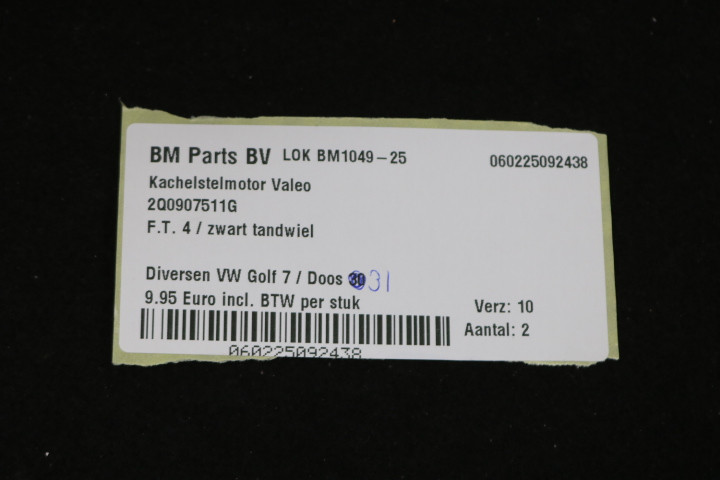 BM Parts BV LOK BM1049-25 060225092438
Kachelstelmotor Valeo
2Q0907511G
F.T. 4 / zwart tandwiel
Diversen VW Golf 7 / Doos 30 31
9.95 Euro incl. BTW per stuk
Verz: 10
Aantal: 2
060225092438